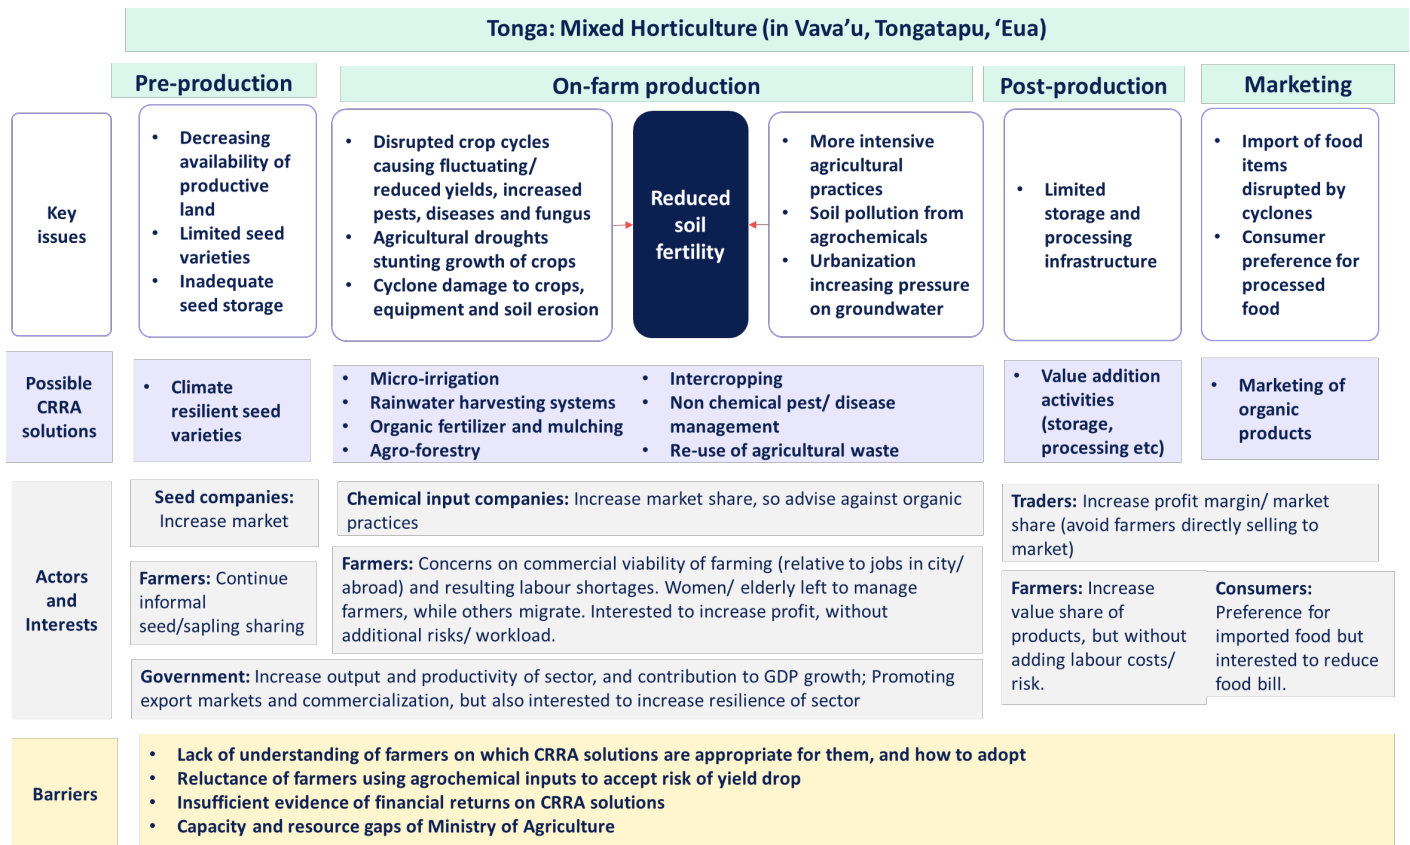 Tonga: Mixed Horticulture (in Vava’u, Tongatapu, ‘Eua)
Pre-production
On-farm production
Post-production
Marketing
Key
issues
• Decreasing
availability of
productive
land
• Limited seed
varieties
• Inadequate
seed storage
• Disrupted crop cycles
causing fluctuating/
reduced yields, increased
pests, diseases and fungus
• Agricultural droughts
stunting growth of crops
• Cyclone damage to crops,
equipment and soil erosion
Reduced
soil
fertility
• More intensive
agricultural
practices
• Soil pollution from
agrochemicals
• Urbanization
increasing pressure
on groundwater
• Limited
storage and
processing
infrastructure
• Import of food
items
disrupted by
cyclones
• Consumer
preference for
processed
food
Possible
CRRA
solutions
• Climate
resilient seed
varieties
• Micro-irrigation
• Rainwater harvesting systems
• Organic fertilizer and mulching
• Agro-forestry
• Intercropping
• Non chemical pest/ disease
management
• Re-use of agricultural waste
• Value addition
activities
(storage,
processing etc)
• Marketing of
organic
products
Actors
and
Interests
Seed companies:
Increase market
Farmers: Continue
informal
seed/sapling sharing
Chemical input companies: Increase market share, so advise against organic
practices
Farmers: Concerns on commercial viability of farming (relative to jobs in city/
abroad) and resulting labour shortages. Women/ elderly left to manage
farmers, while others migrate. Interested to increase profit, without
additional risks/ workload.
Government: Increase output and productivity of sector, and contribution to GDP growth; Promoting
export markets and commercialization, but also interested to increase resilience of sector
Traders: Increase profit margin/ market
share (avoid farmers directly selling to
market)
Farmers: Increase
value share of
products, but without
adding labour costs/
risk.
Consumers:
Preference for
imported food but
interested to reduce
food bill.
Barriers
• Lack of understanding of farmers on which CRRA solutions are appropriate for them, and how to adopt
• Reluctance of farmers using agrochemical inputs to accept risk of yield drop
• Insufficient evidence of financial returns on CRRA solutions
• Capacity and resource gaps of Ministry of Agriculture